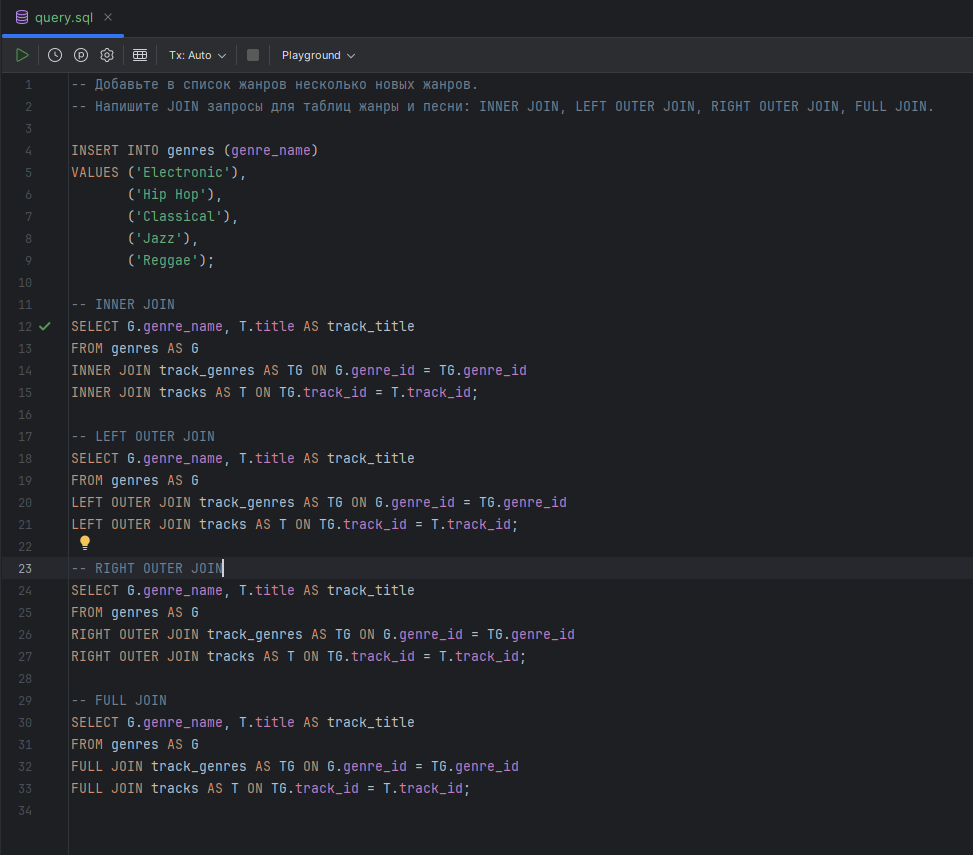 query.sql
Tx: Auto Playground
1 -- Добавьте в список жанров несколько новых жанров.
2 -- Напишите JOIN запросы для таблиц жанры и песни: INNER JOIN, LEFT OUTER JOIN, RIGHT OUTER JOIN, FULL JOIN.
3
4 INSERT INTO genres (genre_name)
5 VALUES ('Electronic'),
6 ('Hip Hop'),
7 ('Classical'),
8 ('Jazz'),
9 ('Reggae');
10
11 -- INNER JOIN
12 SELECT G.genre_name, T.title AS track_title
13 FROM genres AS G
14 INNER JOIN track_genres AS TG ON G.genre_id = TG.genre_id
15 INNER JOIN tracks AS T ON TG.track_id = T.track_id;
16
17 -- LEFT OUTER JOIN
18 SELECT G.genre_name, T.title AS track_title
19 FROM genres AS G
20 LEFT OUTER JOIN track_genres AS TG ON G.genre_id = TG.genre_id
21 LEFT OUTER JOIN tracks AS T ON TG.track_id = T.track_id;
22
23 -- RIGHT OUTER JOIN
24 SELECT G.genre_name, T.title AS track_title
25 FROM genres AS G
26 RIGHT OUTER JOIN track_genres AS TG ON G.genre_id = TG.genre_id
27 RIGHT OUTER JOIN tracks AS T ON TG.track_id = T.track_id;
28
29 -- FULL JOIN
30 SELECT G.genre_name, T.title AS track_title
31 FROM genres AS G
32 FULL JOIN track_genres AS TG ON G.genre_id = TG.genre_id
33 FULL JOIN tracks AS T ON TG.track_id = T.track_id;
34